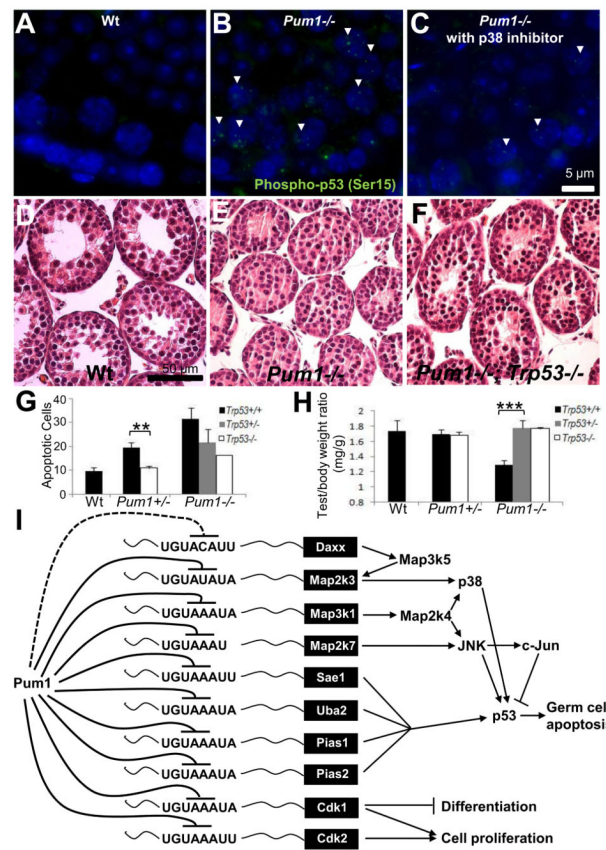 A
Wt
B
Pum1-/-
C
Pum1-/-
with p38 inhibitor
Phospho-p53 (Ser15)
5 µm
D
Wt
50 µm
E
Pum1-/-
F
Pum1-/- Trp53-/-
G
Apoptotic Cells
40
30
20
10
0
**
Trp53+/+
Trp53+/-
Trp53-/-
Wt
Pum1+/-
Pum1-/-
H
Test/body weight ratio
(mg/g)
2
1.8
1.6
1.4
1.2
1
0.8
***
Trp53+/+
Trp53+/-
Trp53-/-
Wt
Pum1+/-
Pum1-/-
I
Pum1
UGUACAUU
Daxx
Map3k5
UGUAUAUA
Map2k3
p38
UGUAAAUA
Map3k1
Map2k4
UGUAAAU
Map2k7
JNK
c-Jun
UGUAAAUU
Sae1
UGUAAAUA
Uba2
p53
Germ cel
apoptosis
UGUAAAUA
Pias1
UGUAAAUA
Pias2
UGUAAAUA
Cdk1
Differentiation
UGUAAAUU
Cdk2
Cell proliferation